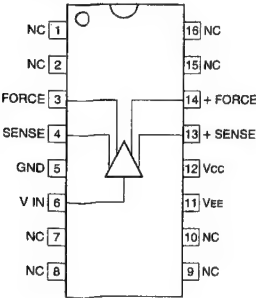 NC 1
16 NC
NC 2
15 NC
FORCE 3
14 + FORCE
SENSE 4
13 + SENSE
GND 5
12 VCC
V IN 6
11 VEE
NC 7
10 NC
NC 8
9 NC